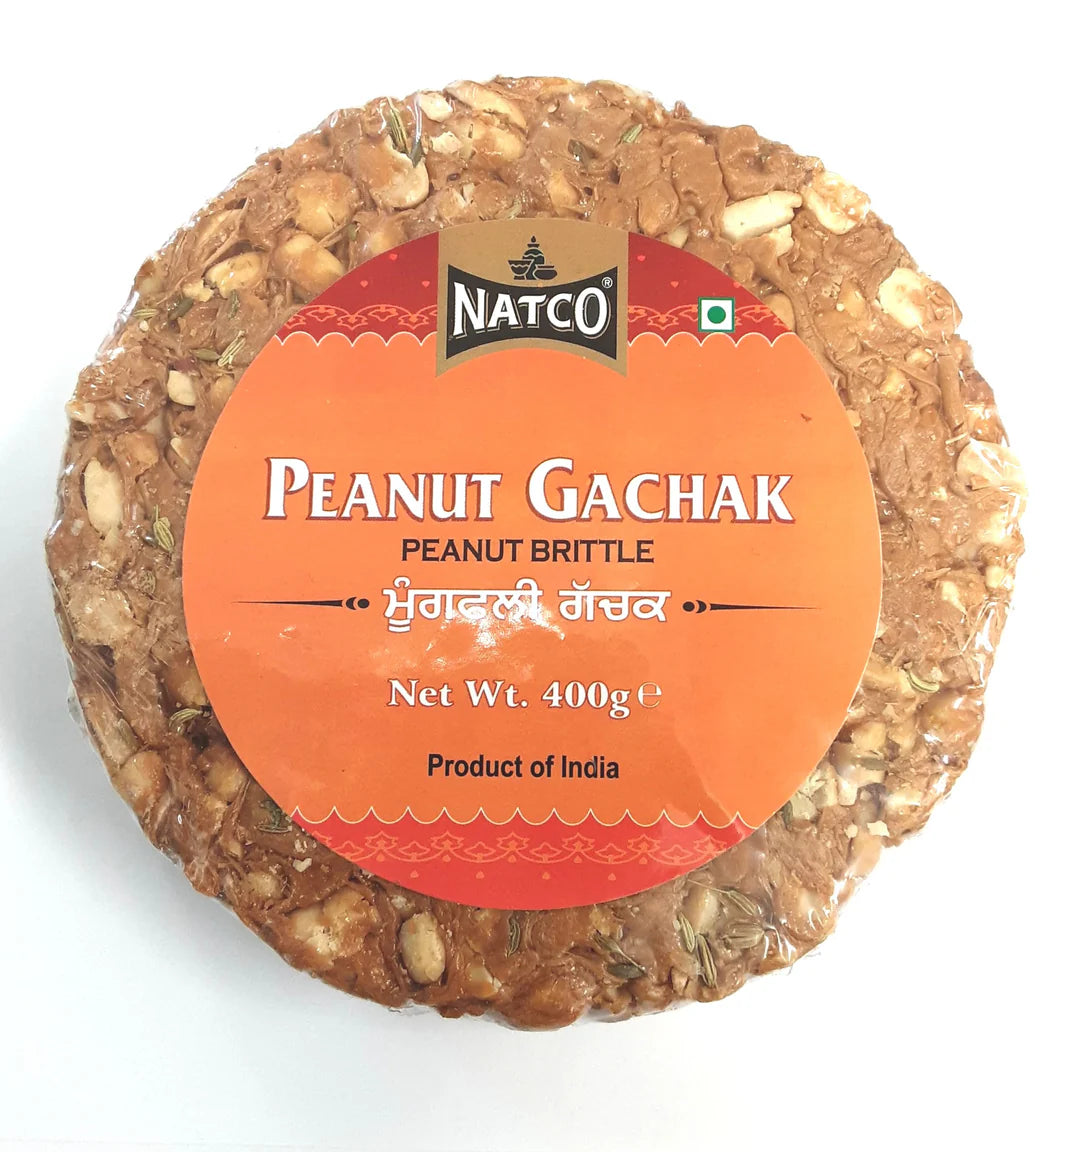 NATCO®
PEANUT GACHAK
PEANUT BRITTLE
ਮੂੰਗਫਲੀ ਗੱਚਕ
Net Wt. 400g ℮
Product of India